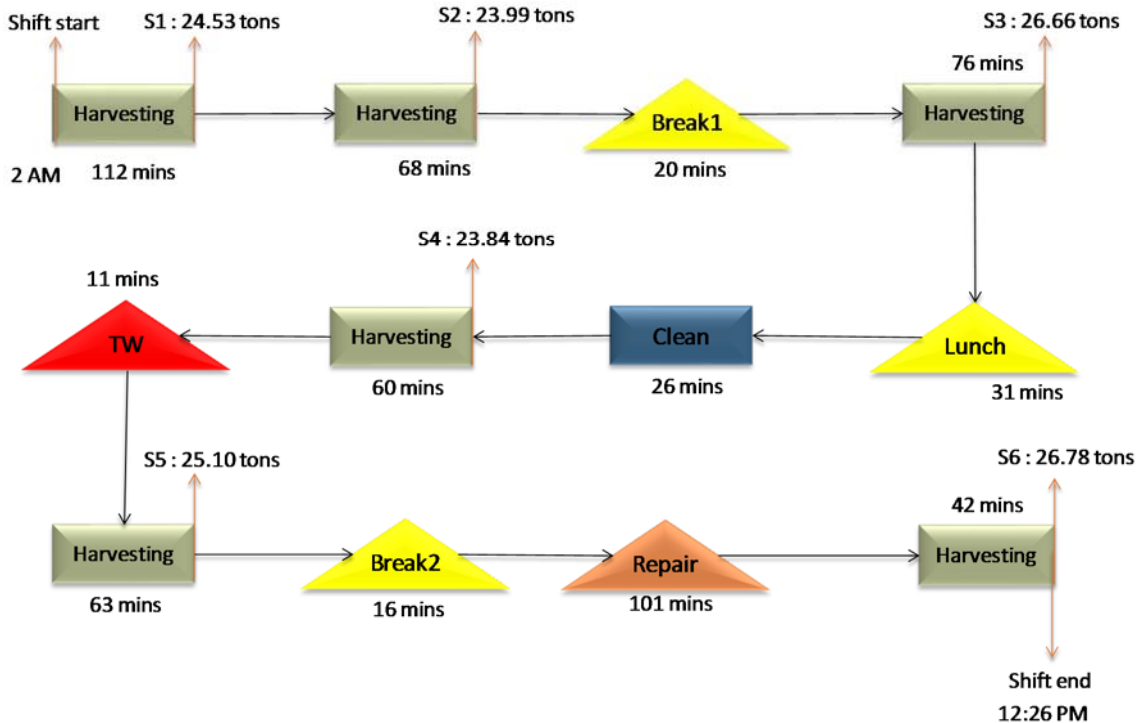 Shift start
S1 : 24.53 tons
S2 : 23.99 tons
S3 : 26.66 tons
76 mins
Harvesting
Harvesting
Break1
Harvesting
2 AM
112 mins
68 mins
20 mins
S4 : 23.84 tons
11 mins
TW
Harvesting
Clean
Lunch
60 mins
26 mins
31 mins
S5 : 25.10 tons
S6 : 26.78 tons
42 mins
Harvesting
Break2
Repair
Harvesting
63 mins
16 mins
101 mins
Shift end
12:26 PM